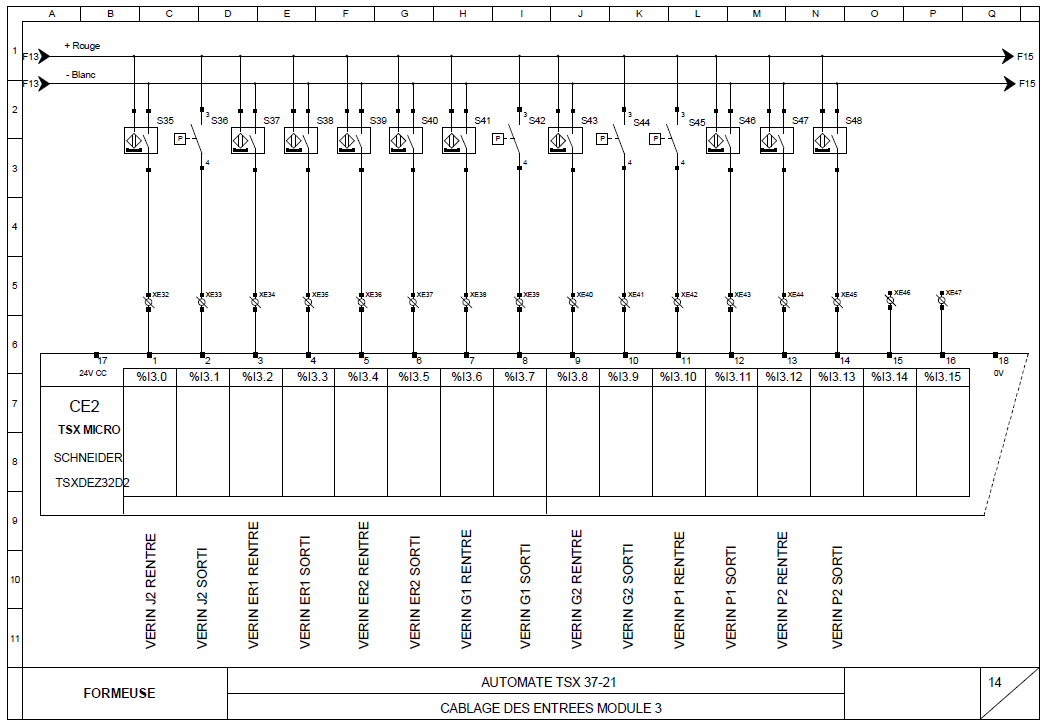 A B C D E F G H I J K L M N O P Q
1
F13 + Rouge F15
F13 - Blanc F15
2
S35 3 S36 S37 S38 S39 S40 S41 3 S42 S43 3 S44 3 S45 S46 S47 S48
P P P P
4 4 4 4
3
4
5
XE32 XE33 XE34 XE35 XE36 XE37 XE38 XE39 XE40 XE41 XE42 XE43 XE44 XE45 XE46 XE47
6
17 1 2 3 4 5 6 7 8 9 10 11 12 13 14 15 16 18
24V CC 0V
%I3.0 %I3.1 %I3.2 %I3.3 %I3.4 %I3.5 %I3.6 %I3.7 %I3.8 %I3.9 %I3.10 %I3.11 %I3.12 %I3.13 %I3.14 %I3.15
7
CE2
TSX MICRO
8
SCHNEIDER
TSXDEZ32D2
9
10
11
VERIN J2 RENTRE
VERIN J2 SORTI
VERIN ER1 RENTRE
VERIN ER1 SORTI
VERIN ER2 RENTRE
VERIN ER2 SORTI
VERIN G1 RENTRE
VERIN G1 SORTI
VERIN G2 RENTRE
VERIN G2 SORTI
VERIN P1 RENTRE
VERIN P1 SORTI
VERIN P2 RENTRE
VERIN P2 SORTI
FORMEUSE
AUTOMATE TSX 37-21
CABLAGE DES ENTREES MODULE 3
14